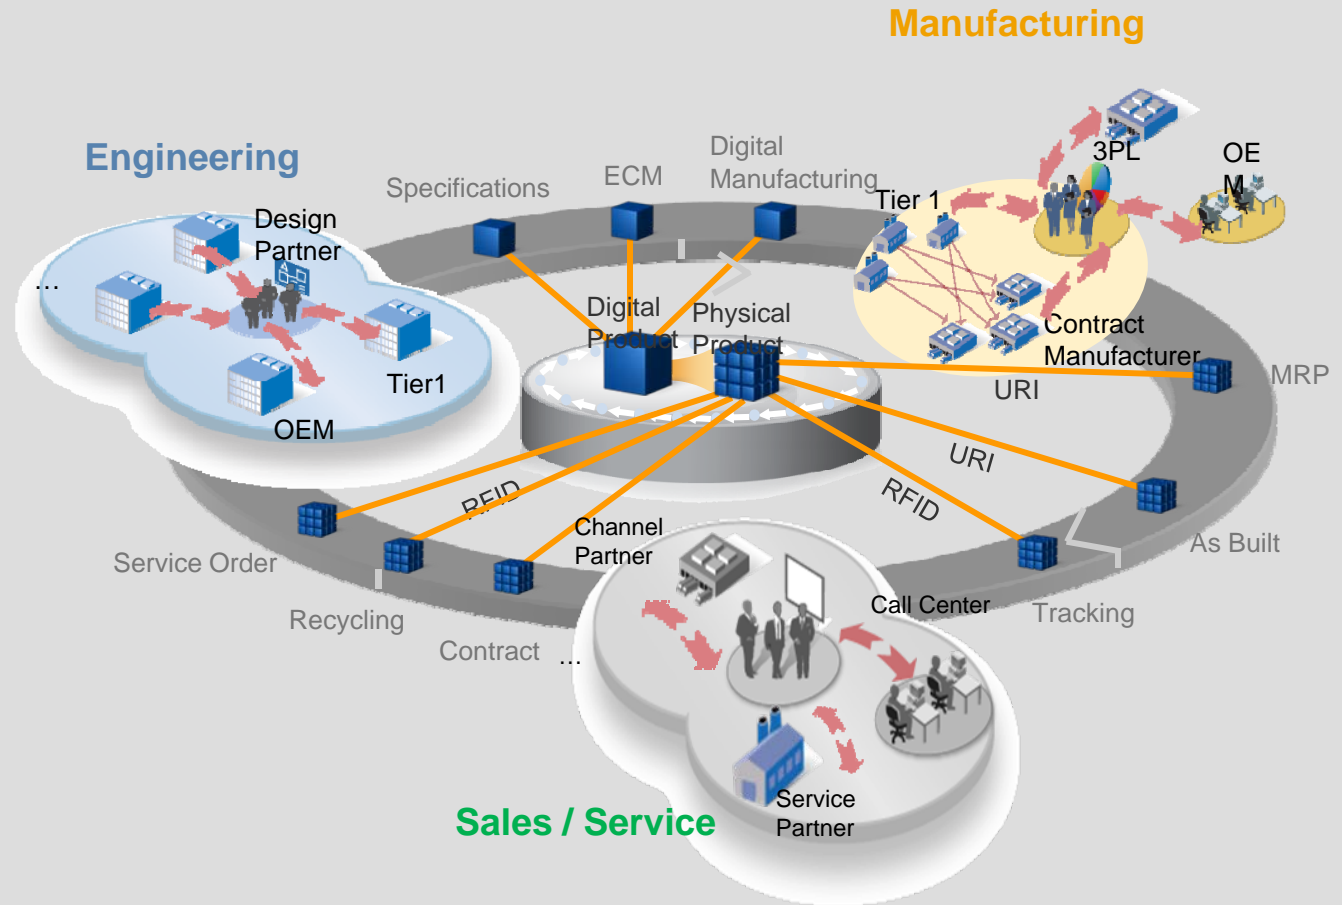 Manufacturing
Engineering
Specifications
ECM
Digital
Manufacturing
3PL
OE
M
Tier 1
Design
Partner
...
Digital
Product
Physical
Product
Contract
Manufacturer
Tier1
OEM
URI
MRP
URI
RFID
RFID
As Built
Channel
Partner
Service Order
Recycling
Contract
...
Call Center
Tracking
Service
Partner
Sales / Service